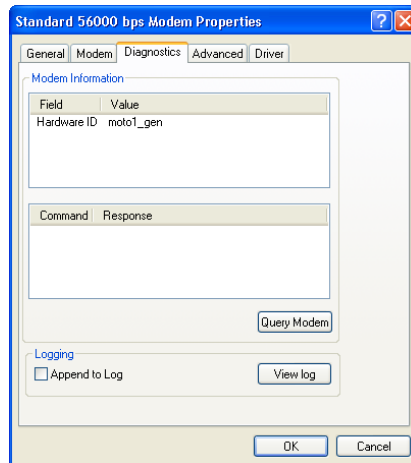 Standard 56000 bps Modem Properties
General Modem Diagnostics Advanced Driver
Modem Information
Field Value
Hardware ID moto1_gen
Command Response
Query Modem
Logging
Append to Log View log
OK Cancel